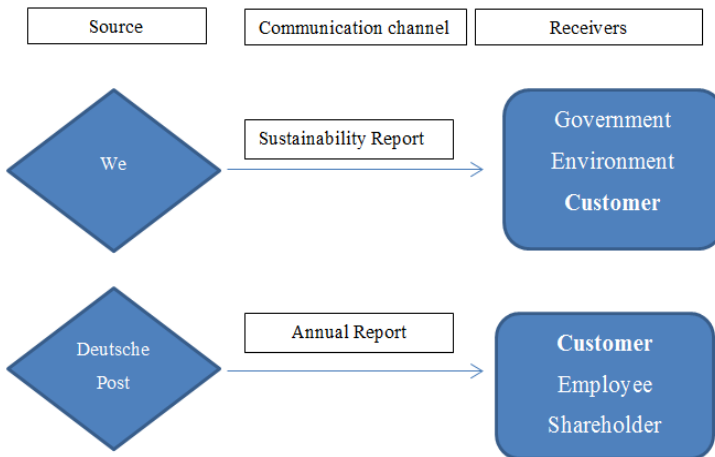 Source
Communication channel
Receivers
We
Sustainability Report
Government
Environment
Customer
Deutsche
Post
Annual Report
Customer
Employee
Shareholder